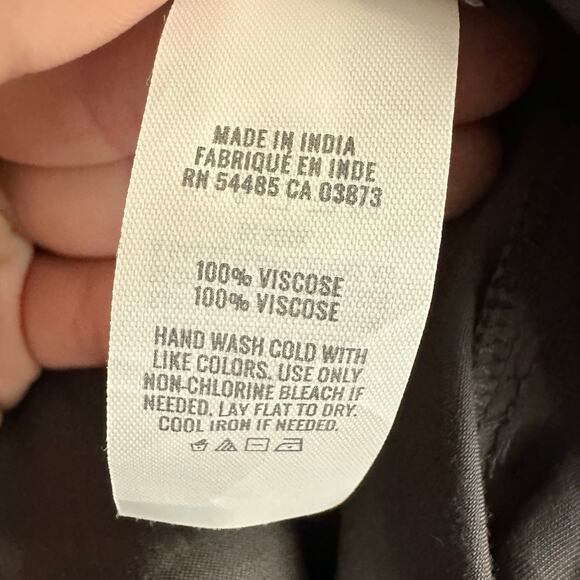 MADE IN INDIA
FABRIQUÉ EN INDE
RN 54485 CA 03873
100% VISCOSE
100% VISCOSE
HAND WASH COLD WITH
LIKE COLORS. USE ONLY
NON-CHLORINE BLEACH IF
NEEDED. LAY FLAT TO DRY.
COOL IRON IF NEEDED.